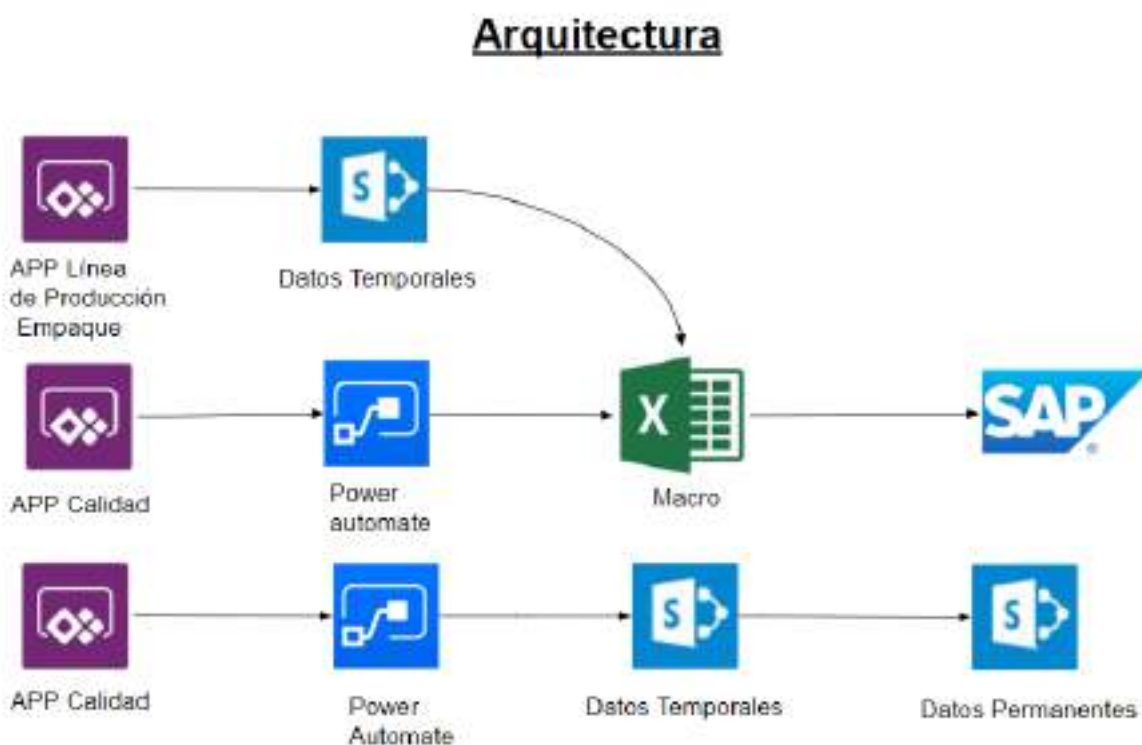 Arquitectura
S
APP Línea
de Producción
Empaque
Datos Temporales
X
SAP
®
APP Calidad
Power
automate
Macro
S
S
APP Calidad
Power
Automate
Datos Temporales
Datos Permanentes